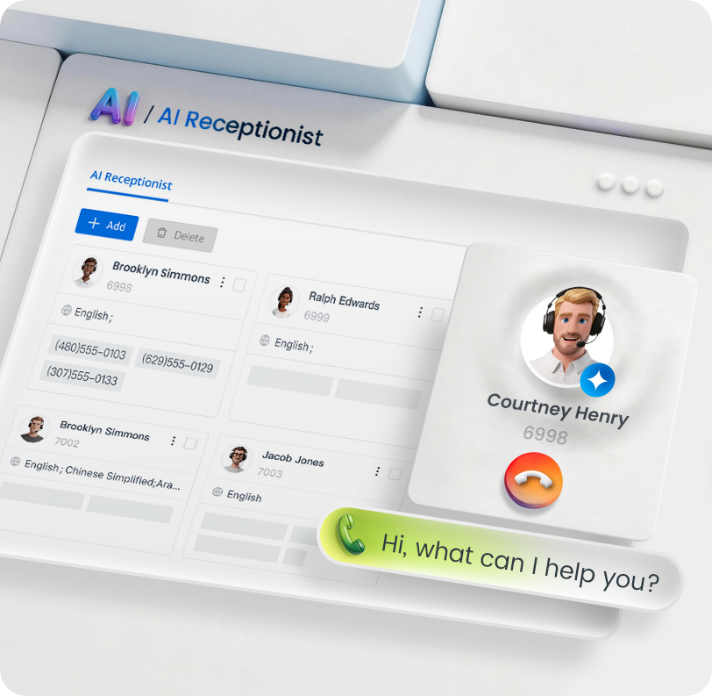 AI / AI Receptionist
AI Receptionist
+ Add
Delete
Brooklyn Simmons
6998
English;
(480)555-0103
(629)555-0129
(307)555-0133
Ralph Edwards
6999
English;
Brooklyn Simmons
7002
English; Chinese Simplified;Ara...
Jacob Jones
7003
English
Courtney Henry
6998
Hi, what can I help you?